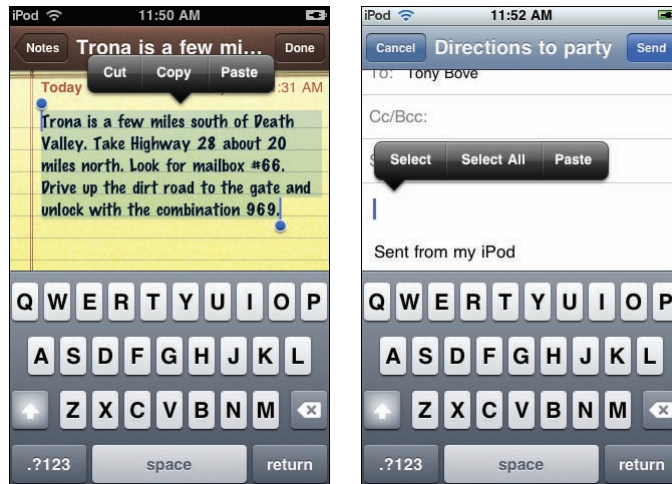 iPod 11:50 AM
Notes Trona is a few mi... Done
Cut Copy Paste
Today :31 AM
Trona is a few miles south of Death
Valley. Take Highway 28 about 20
miles north. Look for mailbox #66.
Drive up the dirt road to the gate and
unlock with the combination 969.
Q W E R T Y U I O P
A S D F G H J K L
Z X C V B N M
.?123 space return
iPod 11:52 AM
Cancel Directions to party Send
To: Tony Bove
Cc/Bcc:
Select Select All Paste
Sent from my iPod
Q W E R T Y U I O P
A S D F G H J K L
Z X C V B N M
.?123 space return